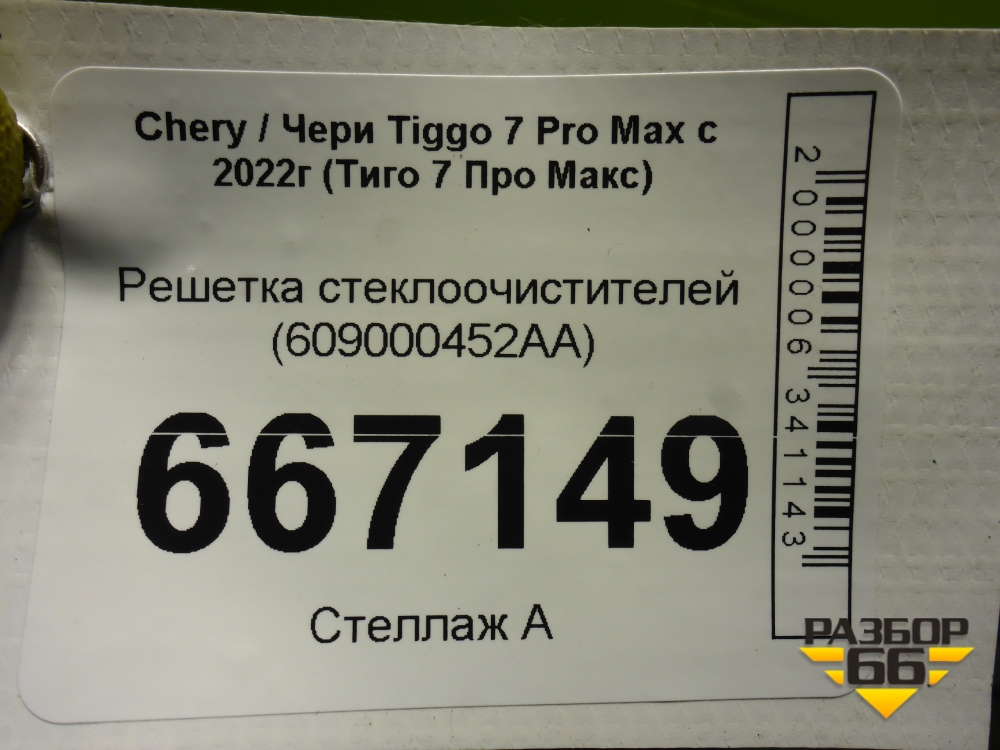 Chery / Чери Tiggo 7 Pro Max с
2022г (Тиго 7 Про Макс)
Решетка стеклоочистителей
(609000452AA)
667149
Стеллаж А
2000006341143
РАЗБОР
66